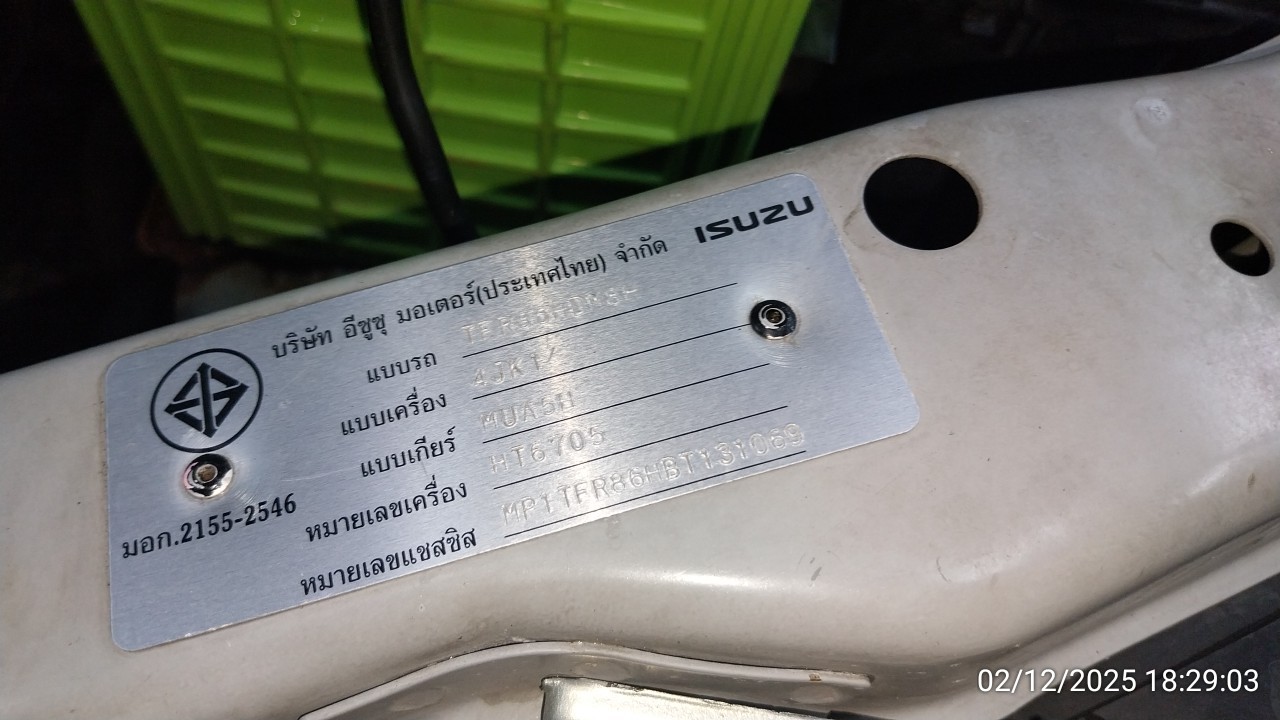 ISUZU
บริษัท อีซูซุ มอเตอร์(ประเทศไทย) จำกัด
แบบรถ
แบบเครื่อง 4JK1
แบบเกียร์ MUA5H
หมายเลขเครื่อง HT6705
หมายเลขแชสซิส MP1TFR86HBT131069
มอก.2155-2546
02/12/2025 18:29:03